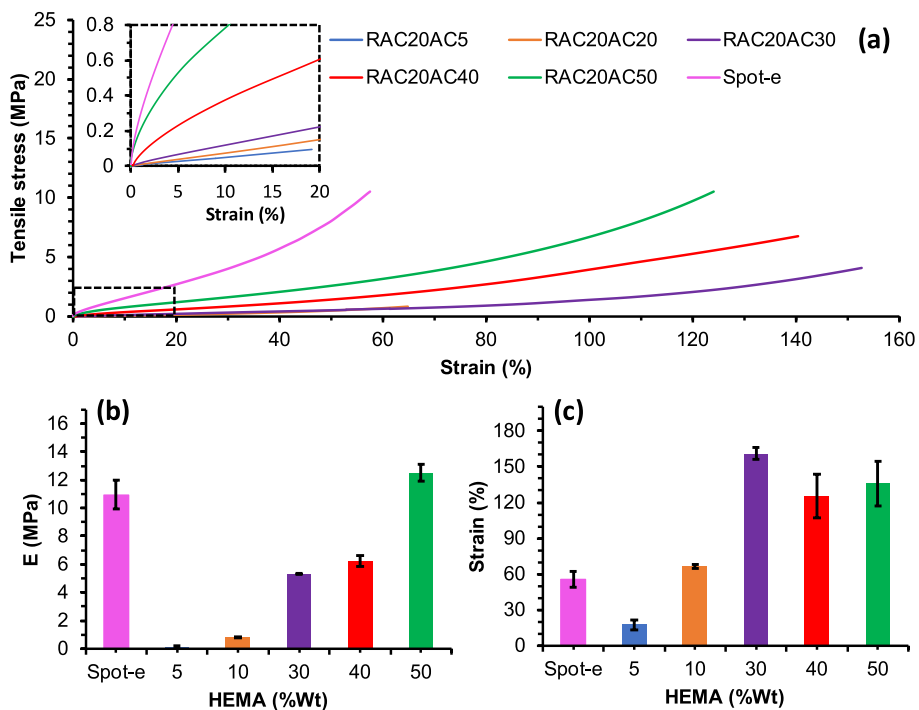 (a)
RAC20AC5 RAC20AC20 RAC20AC30
RAC20AC40 RAC20AC50 Spot-e
Tensile stress (MPa)
25
20
15
10
5
0
0 20 40 60 80 100 120 140 160
Strain (%)
0.8
0.6
0.4
0.2
0
0 5 10 15 20
Strain (%)
(b)
E (MPa)
16
14
12
10
8
6
4
2
0
Spot-e 5 10 30 40 50
HEMA (%Wt)
(c)
Strain (%)
180
150
120
90
60
30
0
Spot-e 5 10 30 40 50
HEMA (%Wt)